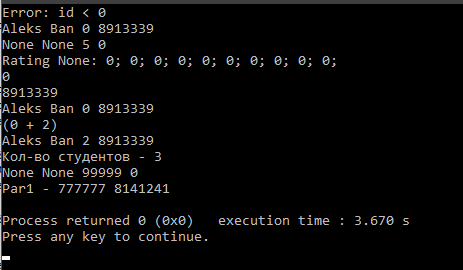 Error: id < 0
Aleks Ban 0 8913339
None None 5 0
Rating None: 0; 0; 0; 0; 0; 0; 0; 0; 0; 0;
0
8913339
Aleks Ban 0 8913339
(0 + 2)
Aleks Ban 2 8913339
Кол-во студентов - 3
None None 99999 0
Par1 - 777777 8141241
Process returned 0 (0x0)   execution time : 3.670 s
Press any key to continue.